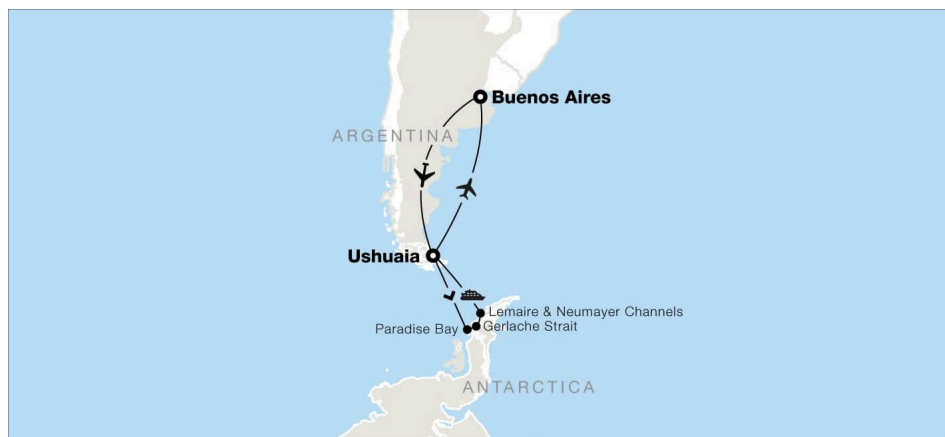 Buenos Aires
ARGENTINA
Ushuaia
Lemaire & Neumayer Channels
Gerlache Strait
Paradise Bay
ANTARCTICA